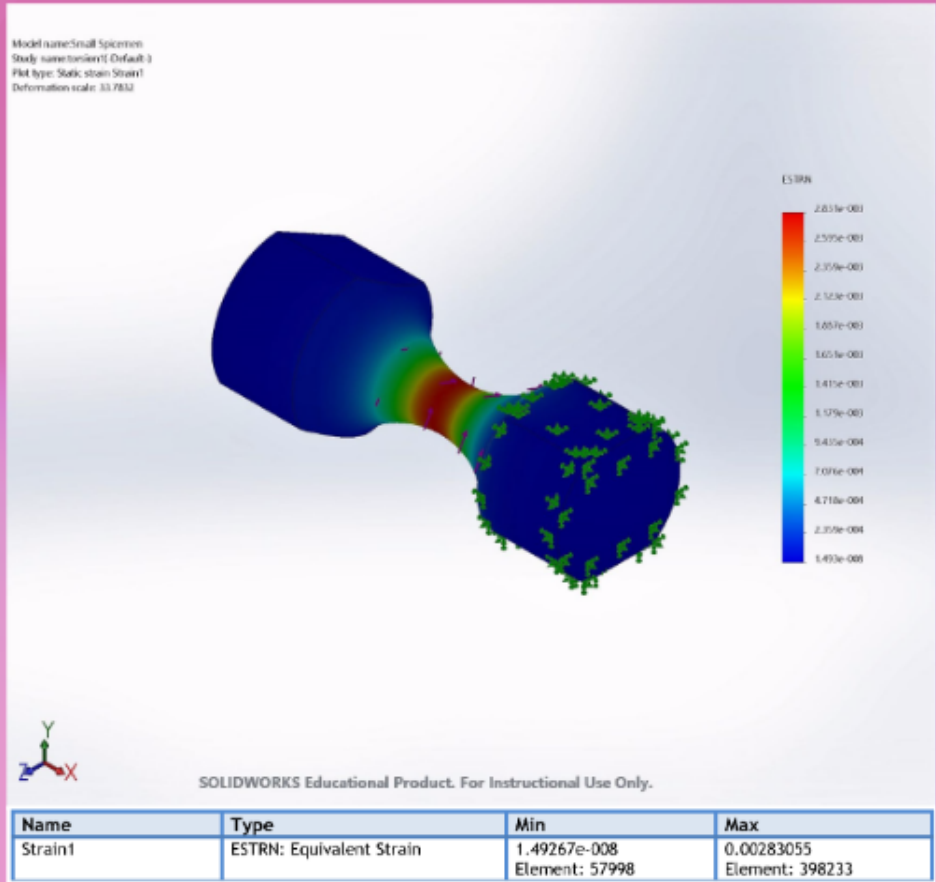 Model name:Small Spicemen
Study name:torsion1(-Default-)
Plot type: Static strain Strain1
Deformation scale: 33.7832
ESTRN
2.831e-003
2.595e-003
2.359e-003
2.123e-003
1.887e-003
1.651e-003
1.415e-003
1.179e-003
9.435e-004
7.076e-004
4.718e-004
2.359e-004
1.493e-008
Y
Z X
SOLIDWORKS Educational Product. For Instructional Use Only.
Name Type Min Max
Strain1 ESTRN: Equivalent Strain 1.49267e-008 0.00283055
Element: 57998 Element: 398233